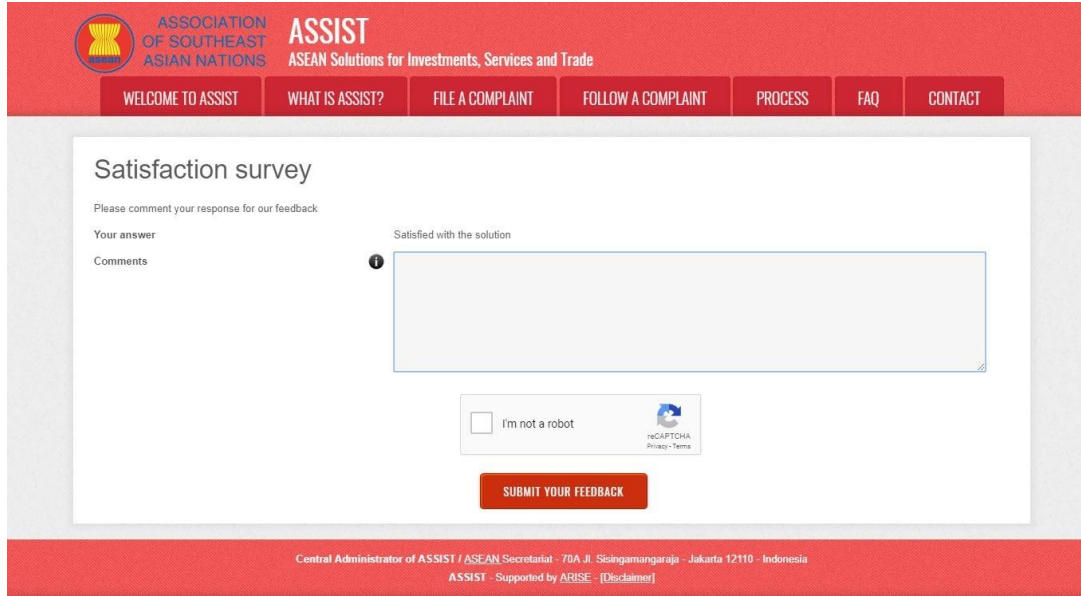 ASSOCIATION
OF SOUTHEAST
ASIAN NATIONS
asean
ASSIST
ASEAN Solutions for Investments, Services and Trade
WELCOME TO ASSIST WHAT IS ASSIST? FILE A COMPLAINT FOLLOW A COMPLAINT PROCESS FAQ CONTACT
Satisfaction survey
Please comment your response for our feedback
Your answer Satisfied with the solution
Comments
I'm not a robot
reCAPTCHA
Privacy - Terms
SUBMIT YOUR FEEDBACK
Central Administrator of ASSIST / ASEAN Secretariat - 70A Jl. Sisingamangaraja - Jakarta 12110 - Indonesia
ASSIST - Supported by ARISE - [Disclaimer]